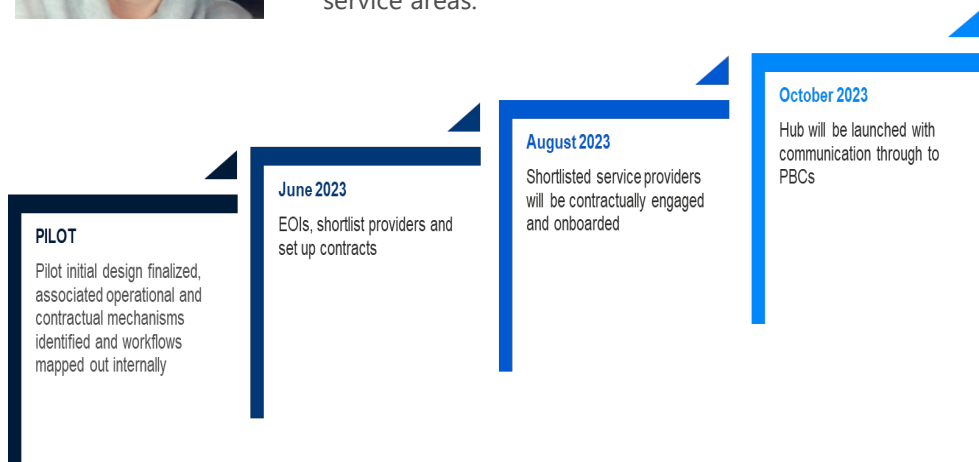 service areas.
PILOT
Pilot initial design finalized,
associated operational and
contractual mechanisms
identified and workflows
mapped out internally
June 2023
EOIs, shortlist providers and
set up contracts
August 2023
Shortlisted service providers
will be contractually engaged
and onboarded
October 2023
Hub will be launched with
communication through to
PBCs